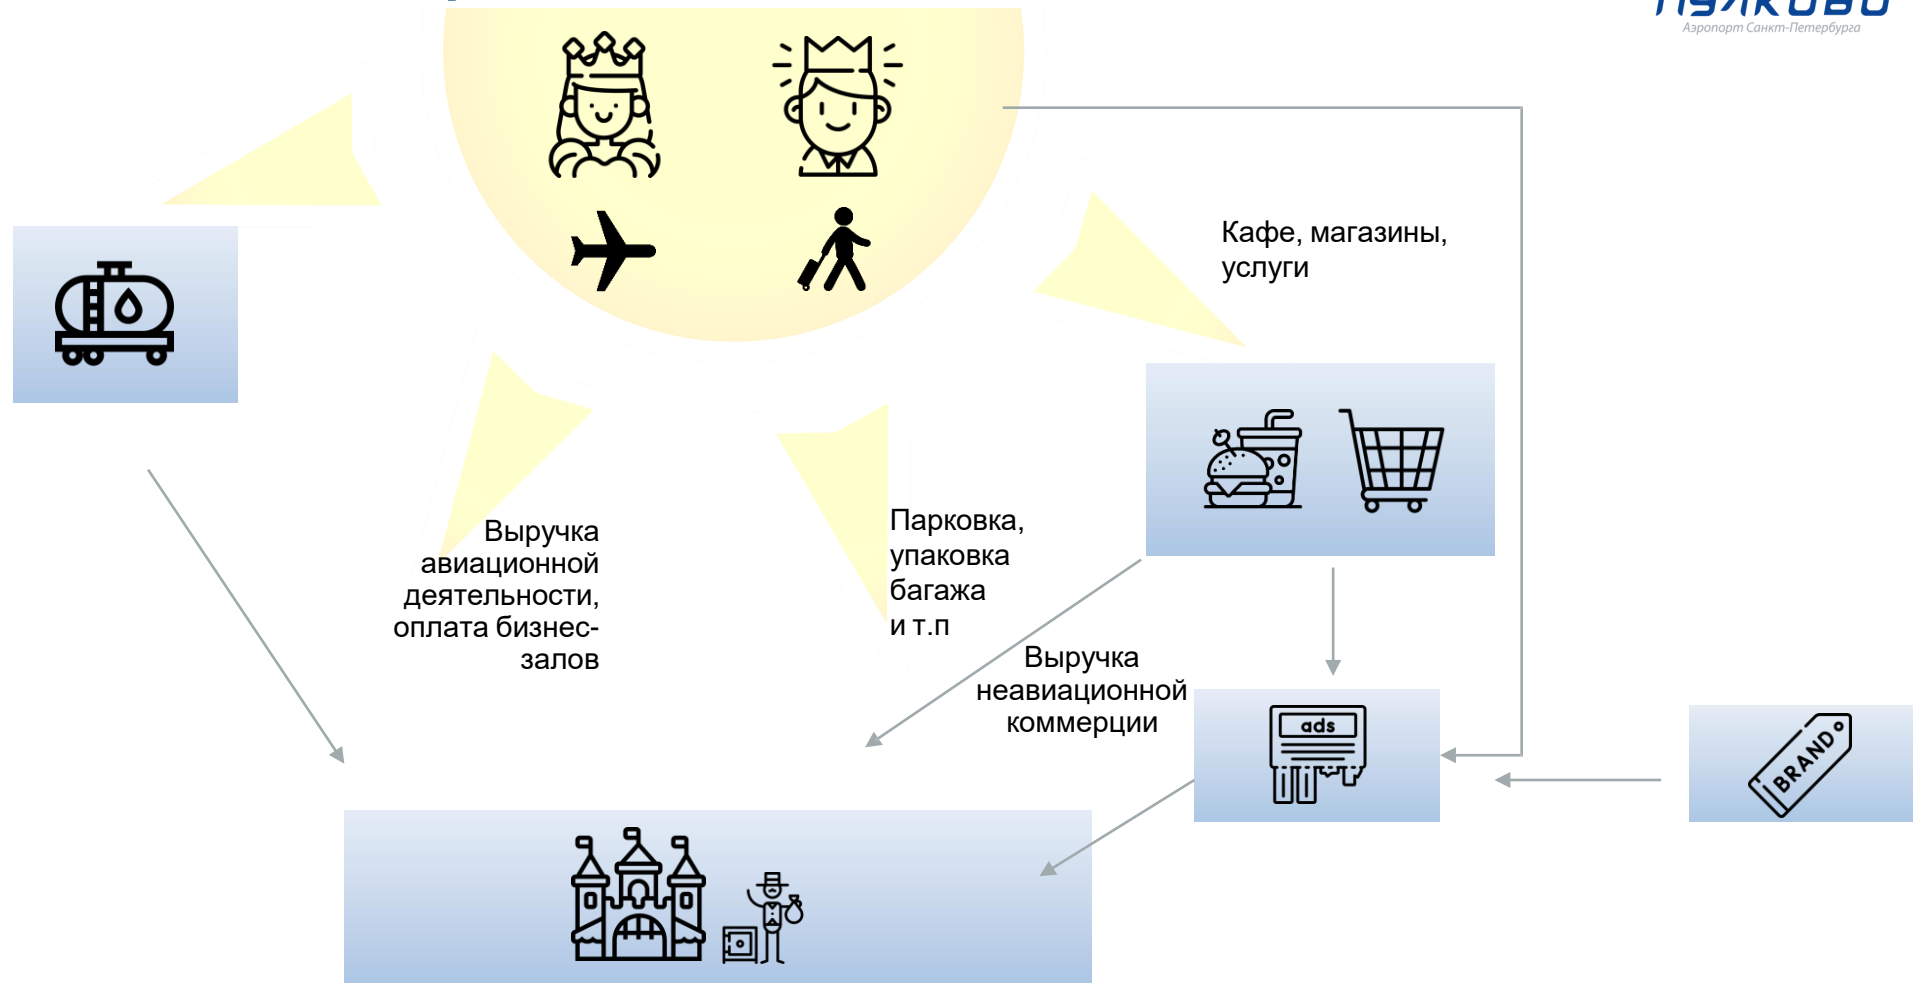 ПУЛКОВО
Аэропорт Санкт-Петербурга
Кафе, магазины,
услуги
Выручка
авиационной
деятельности,
оплата бизнес-
залов
Парковка,
упаковка
багажа
и т.п
Выручка
неавиационной
коммерции
ads
BRAND